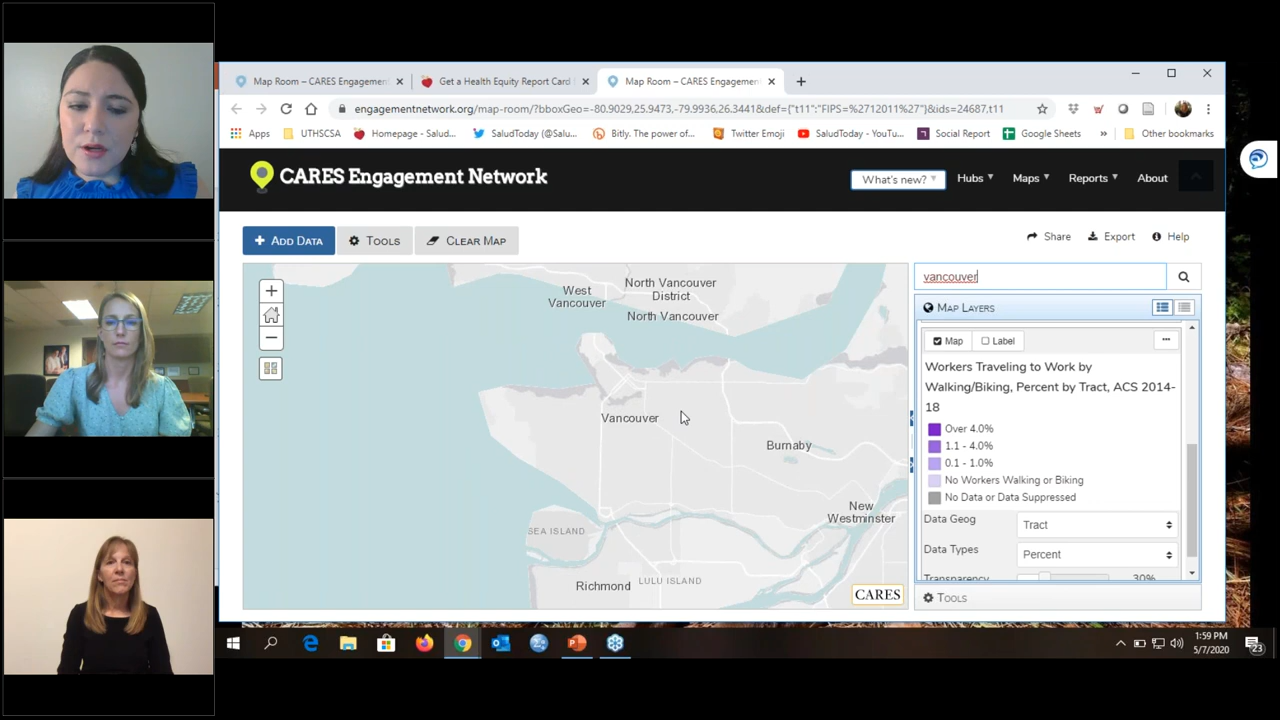 Map Room – CARES Engagement
Get a Health Equity Report Card
Map Room – CARES Engagement
engagementnetwork.org/map-room/?bboxGeo=-80.9029,25.9473,-79.9936,26.3441&def={"t11":"FIPS=%2712011%27"}&ids=24687,t11
Apps
UTHSCSA
Homepage - Salud...
SaludToday (@Salu...
Bitly. The power of...
Twitter Emoji
SaludToday - YouTu...
Social Report
Google Sheets
»
Other bookmarks
CARES Engagement Network
What's new?
Hubs
Maps
Reports
About
+ ADD DATA
TOOLS
CLEAR MAP
Share
Export
Help
vancouver
MAP LAYERS
Map
Label
...
Workers Traveling to Work by
Walking/Biking, Percent by Tract, ACS 2014-
18
Over 4.0%
1.1 - 4.0%
0.1 - 1.0%
No Workers Walking or Biking
No Data or Data Suppressed
Data Geog
Tract
Data Types
Percent
Transparency
30%
TOOLS
North Vancouver
District
West
Vancouver
North Vancouver
Vancouver
Burnaby
New
Westminster
SEA ISLAND
LULU ISLAND
Richmond
CARES
1:59 PM
5/7/2020
23